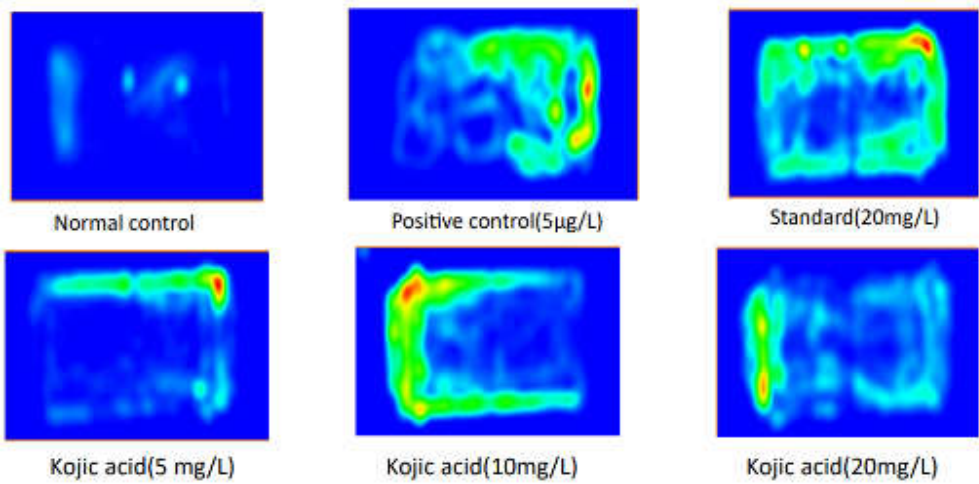 Normal control
Positive control(5µg/L)
Standard(20mg/L)
Kojic acid(5 mg/L)
Kojic acid(10mg/L)
Kojic acid(20mg/L)